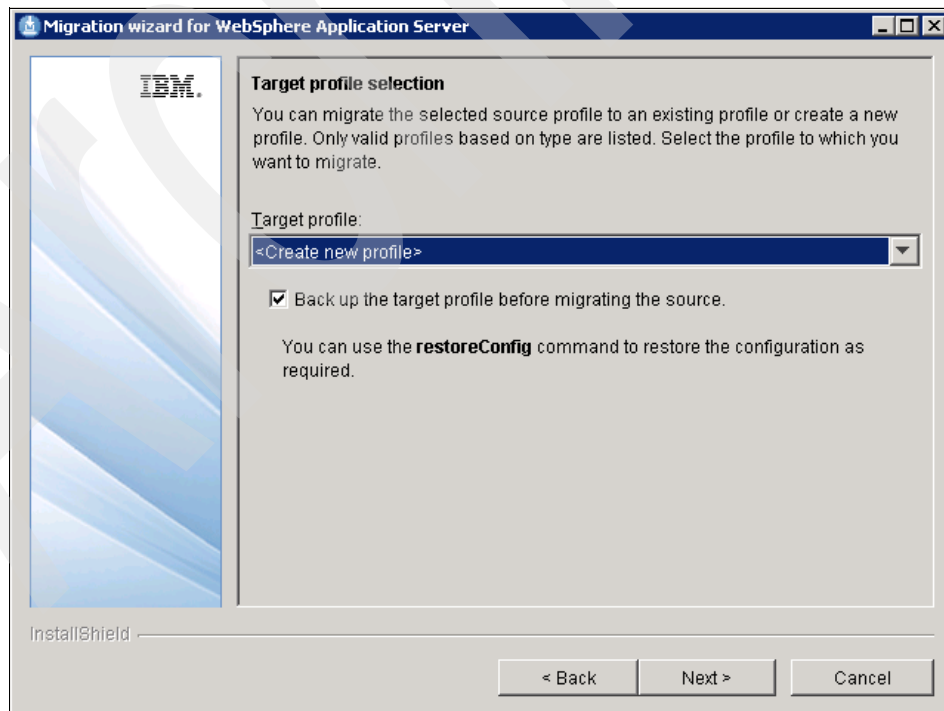 Migration wizard for WebSphere Application Server
IBM.
Target profile selection
You can migrate the selected source profile to an existing profile or create a new
profile. Only valid profiles based on type are listed. Select the profile to which you
want to migrate.
Target profile:
<Create new profile>
Back up the target profile before migrating the source.
You can use the restoreConfig command to restore the configuration as
required.
InstallShield
< Back
Next >
Cancel